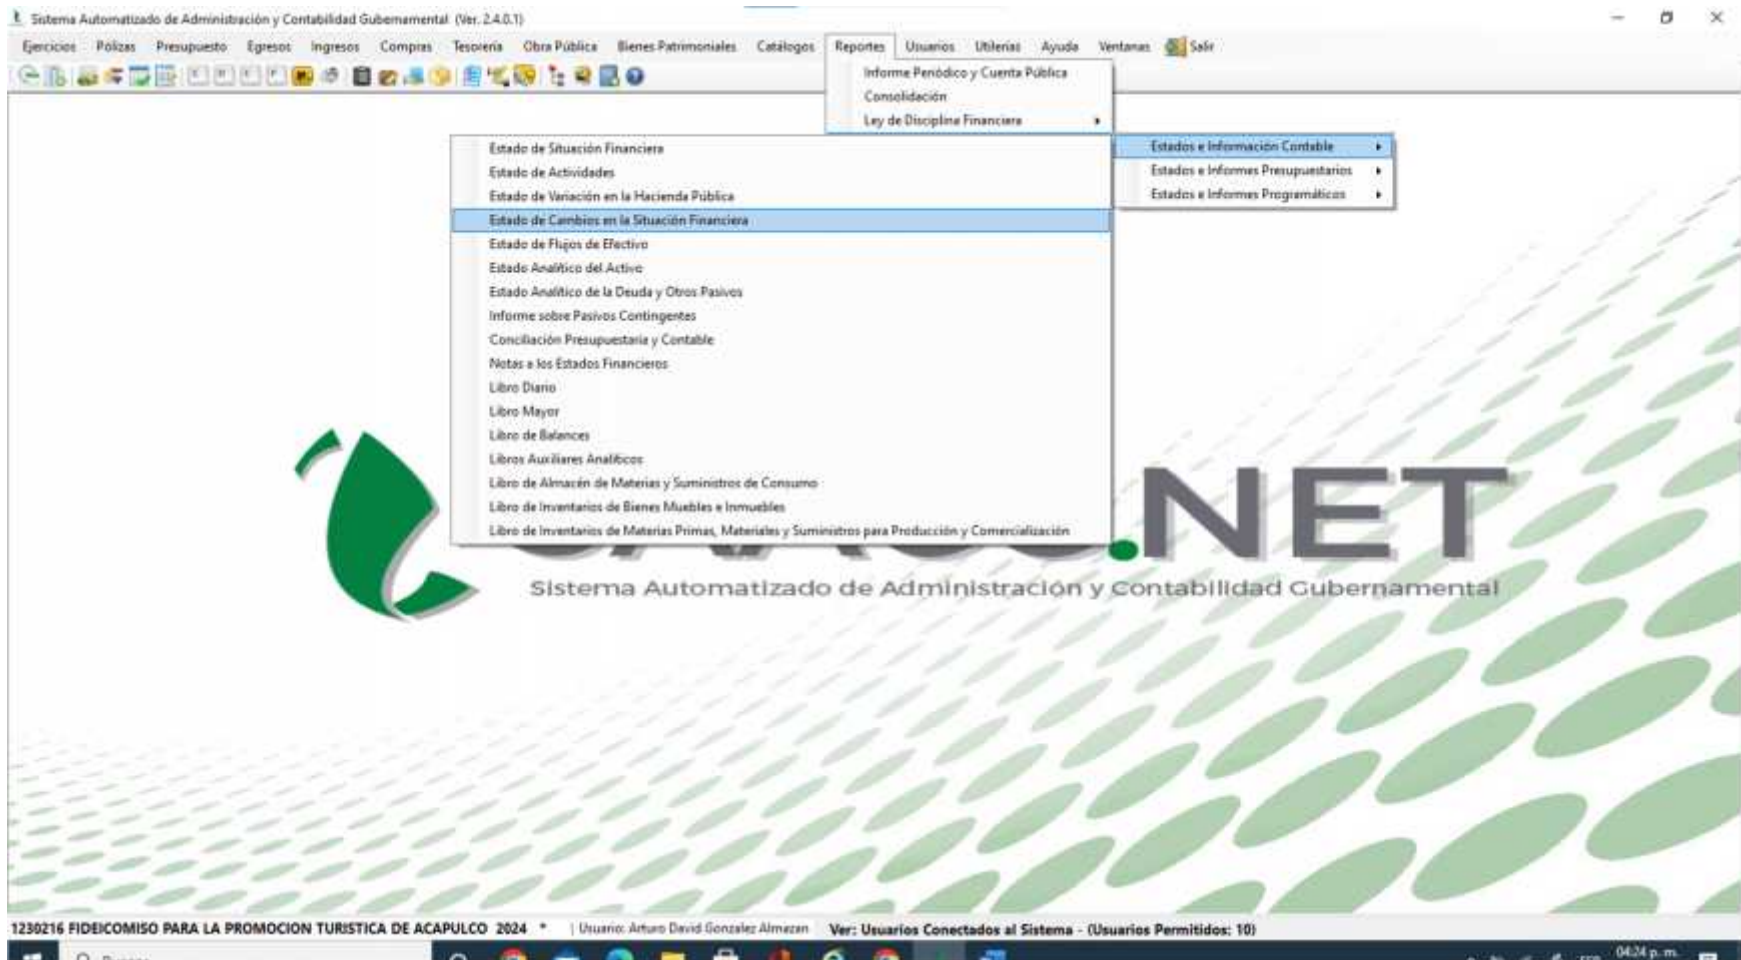 Sistema Automatizado de Administración y Contabilidad Gubernamental (Ver. 2.4.0.1)
Ejercicios Pólizas Presupuesto Egresos Ingresos Compras Tesorería Obra Pública Bienes Patrimoniales Catálogos Reportes Usuarios Utilerías Ayuda Ventanas Salir
Informe Periódico y Cuenta Pública
Consolidación
Ley de Disciplina Financiera
Estados e Información Contable
Estados e Informes Presupuestarios
Estados e Informes Programáticos
Estado de Situación Financiera
Estado de Actividades
Estado de Variación en la Hacienda Pública
Estado de Cambios en la Situación Financiera
Estado de Flujos de Efectivo
Estado Analítico del Activo
Estado Analítico de la Deuda y Otros Pasivos
Informe sobre Pasivos Contingentes
Conciliación Presupuestaria y Contable
Notas a los Estados Financieros
Libro Diario
Libro Mayor
Libro de Balances
Libros Auxiliares Analíticos
Libro de Almacén de Materias y Suministros de Consumo
Libro de Inventarios de Bienes Muebles e Inmuebles
Libro de Inventarios de Materias Primas, Materiales y Suministros para Producción y Comercialización
.NET
Sistema Automatizado de Administración y Contabilidad Gubernamental
1230216 FIDEICOMISO PARA LA PROMOCION TURISTICA DE ACAPULCO 2024 * | Usuario: Arturo David Gonzalez Almazan Ver: Usuarios Conectados al Sistema - (Usuarios Permitidos: 10)
04:24 p. m.